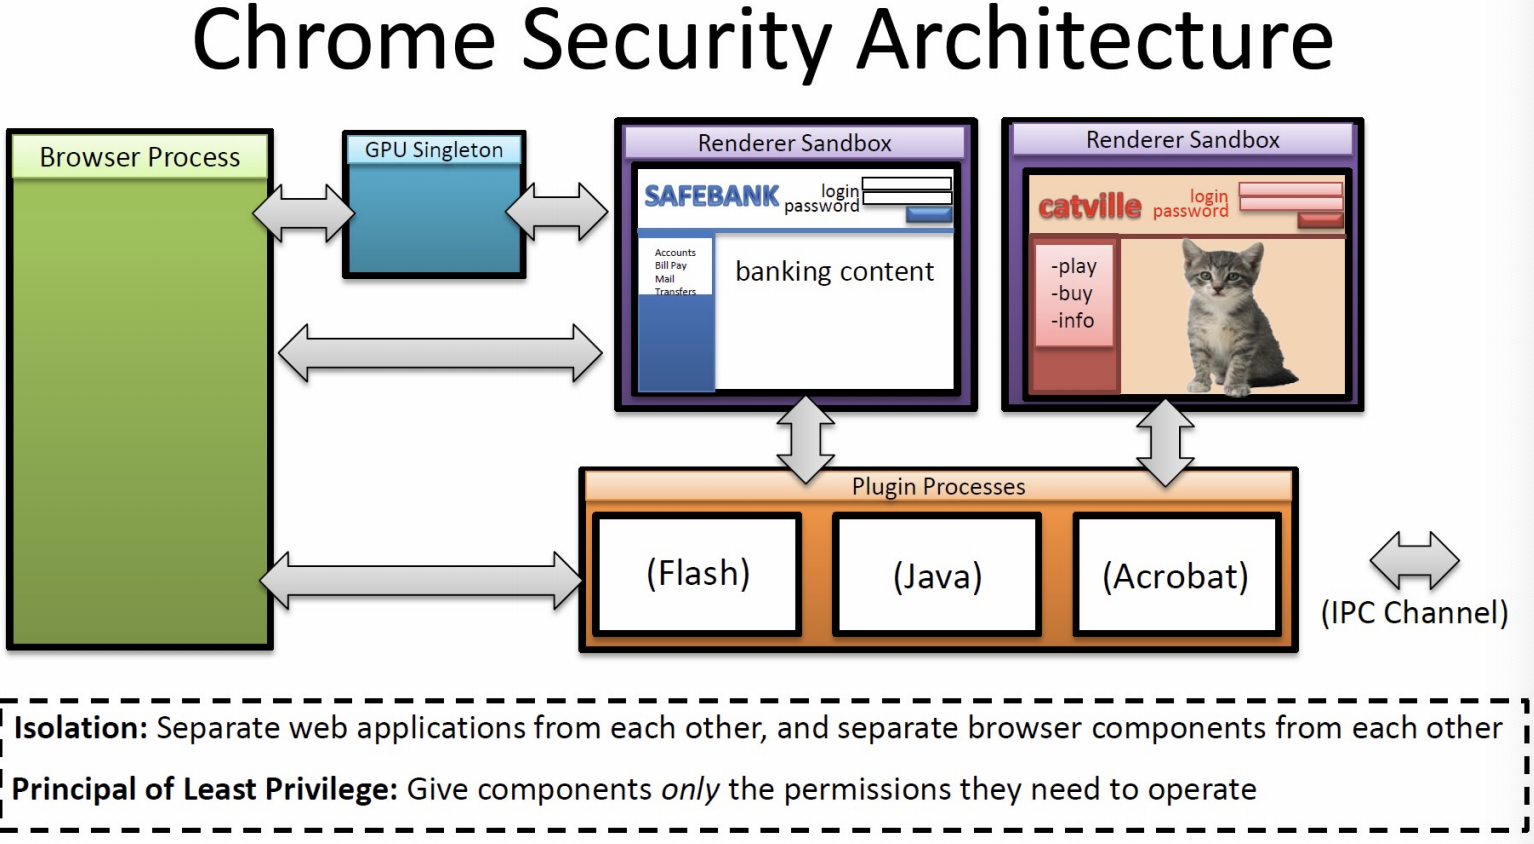 Chrome Security Architecture
Browser Process
GPU Singleton
Renderer Sandbox
SAFEBANK
login
password
Accounts
Bill Pay
Mail
Transfers
banking content
Renderer Sandbox
catville
login
password
-play
-buy
-info
Plugin Processes
(Flash)
(Java)
(Acrobat)
(IPC Channel)
Isolation: Separate web applications from each other, and separate browser components from each other
Principal of Least Privilege: Give components only the permissions they need to operate